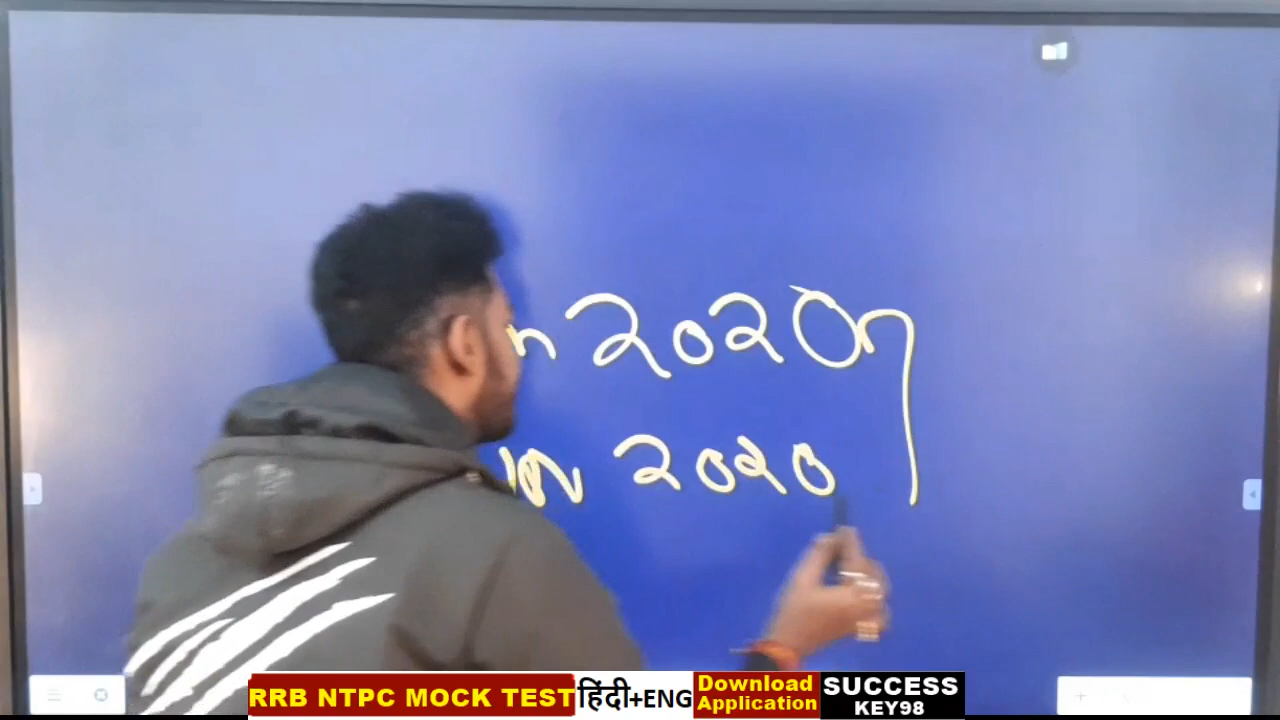 n 2020
2020
RRB NTPC MOCK TEST हिंदी+ENG Download Application SUCCESS KEY98